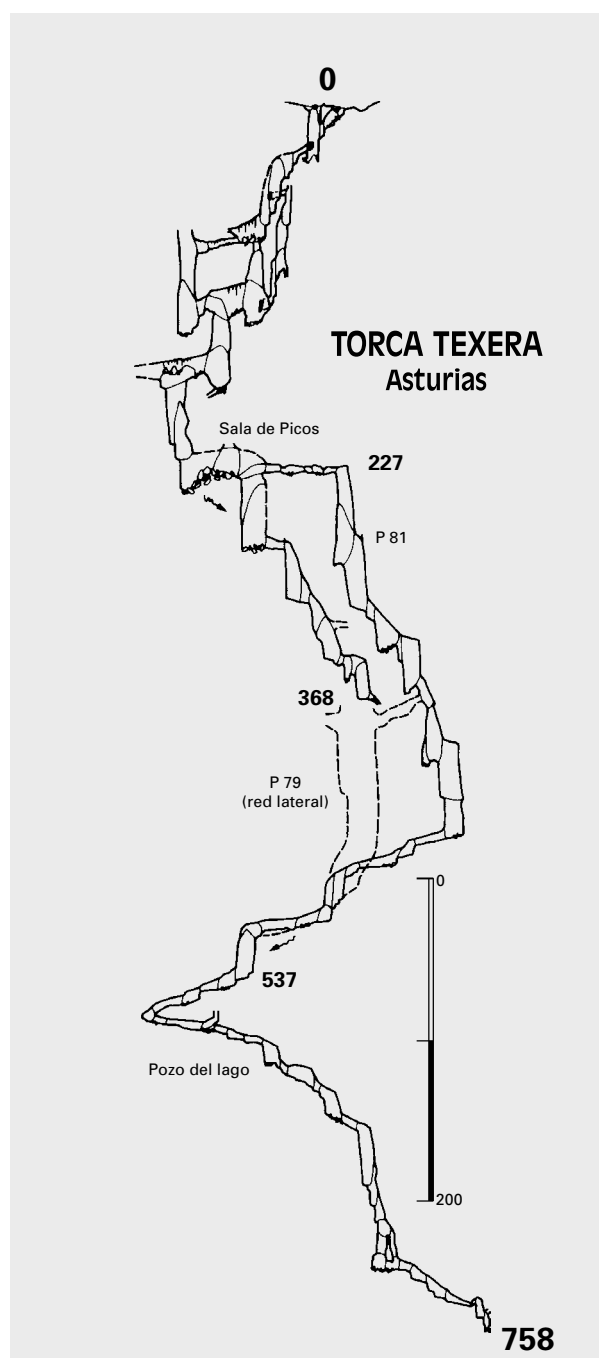 0
TORCA TEXERA
Asturias
Sala de Picos
227
P 81
368
P 79
(red lateral)
0
537
Pozo del lago
200
758